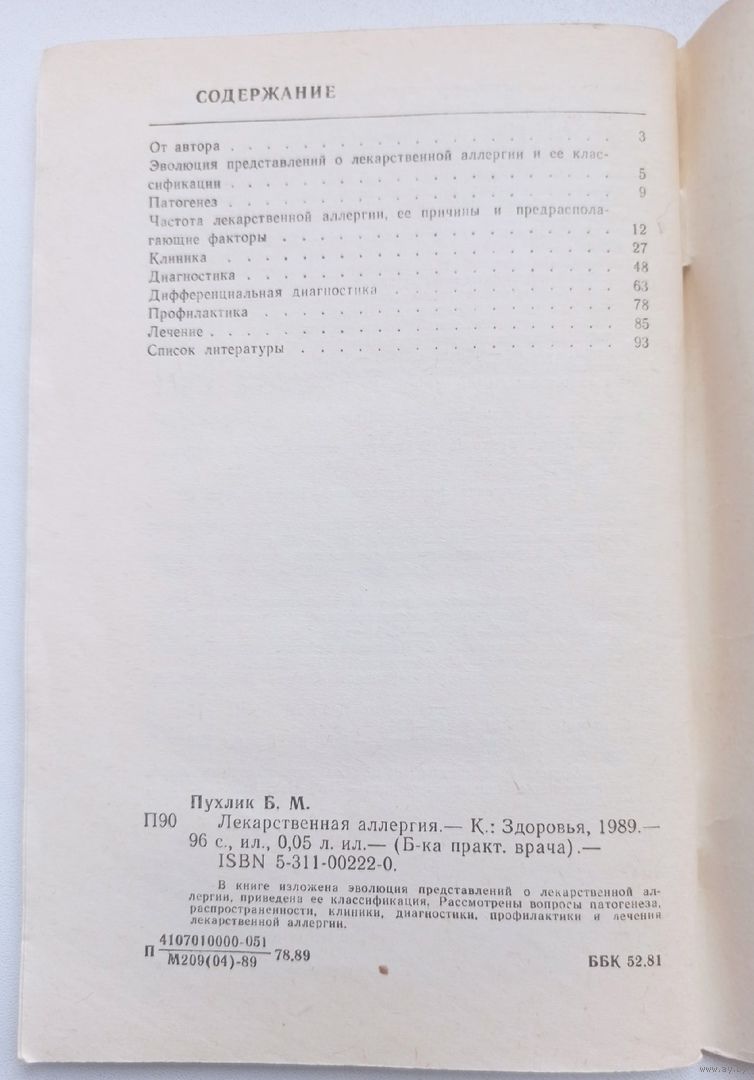 СОДЕРЖАНИЕ
От автора . . . . . . . . . . . . . . . . . . 3
Эволюция представлений о лекарственной аллергии и ее клас-
сификации . . . . . . . . . . . . . . . . . . 5
Патогенез . . . . . . . . . . . . . . . . . . 9
Частота лекарственной аллергии, ее причины и предраспола-
гающие факторы . . . . . . . . . . . . . . . 12
Клиника . . . . . . . . . . . . . . . . . . 27
Диагностика . . . . . . . . . . . . . . . . . 48
Дифференциальная диагностика . . . . . . . . . 63
Профилактика . . . . . . . . . . . . . . . . 78
Лечение . . . . . . . . . . . . . . . . . . 85
Список литературы . . . . . . . . . . . . . . 93
Пухлик Б. М.
П90 Лекарственная аллергия.— К.: Здоровья, 1989.—
96 с., ил., 0,05 л. ил.— (Б-ка практ. врача).—
ISBN 5-311-00222-0.
В книге изложена эволюция представлений о лекарственной ал-
лергии, приведена ее классификация, Рассмотрены вопросы патогенеза,
распространенности, клиники, диагностики, профилактики и лечения
лекарственной аллергии.
П 4107010000-051
М209(04)-89 78.89
ББК 52.81